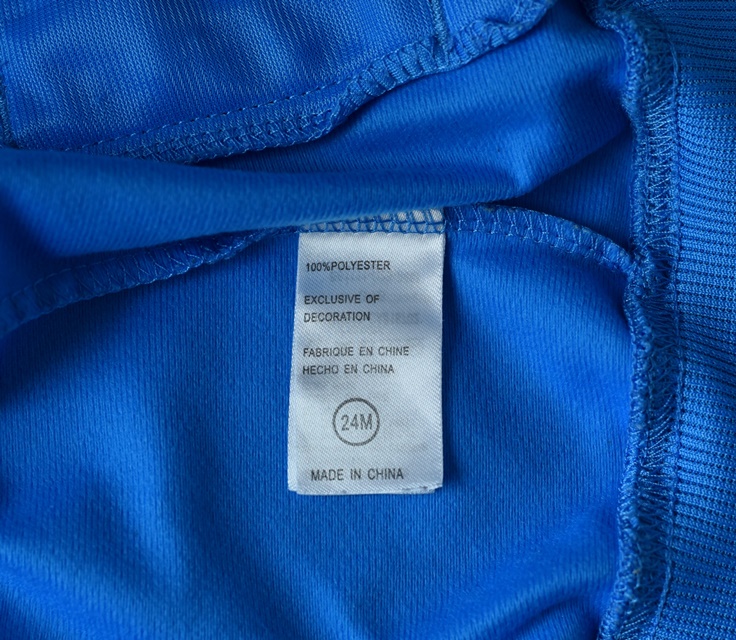 100%POLYESTER
EXCLUSIVE OF
DECORATION
FABRIQUE EN CHINE
HECHO EN CHINA
24M
MADE IN CHINA